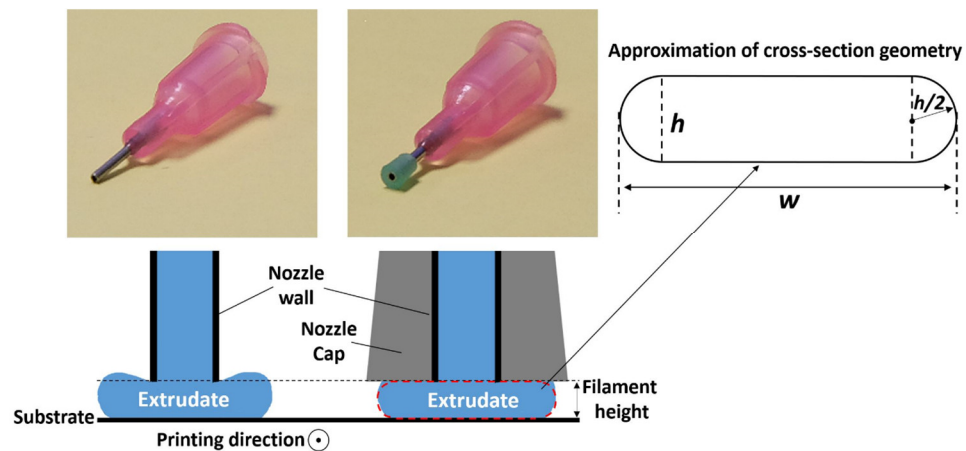 Approximation of cross-section geometry
h
h/2
w
Nozzle
wall
Nozzle
Cap
Extrudate
Extrudate
Filament
height
Substrate
Printing direction